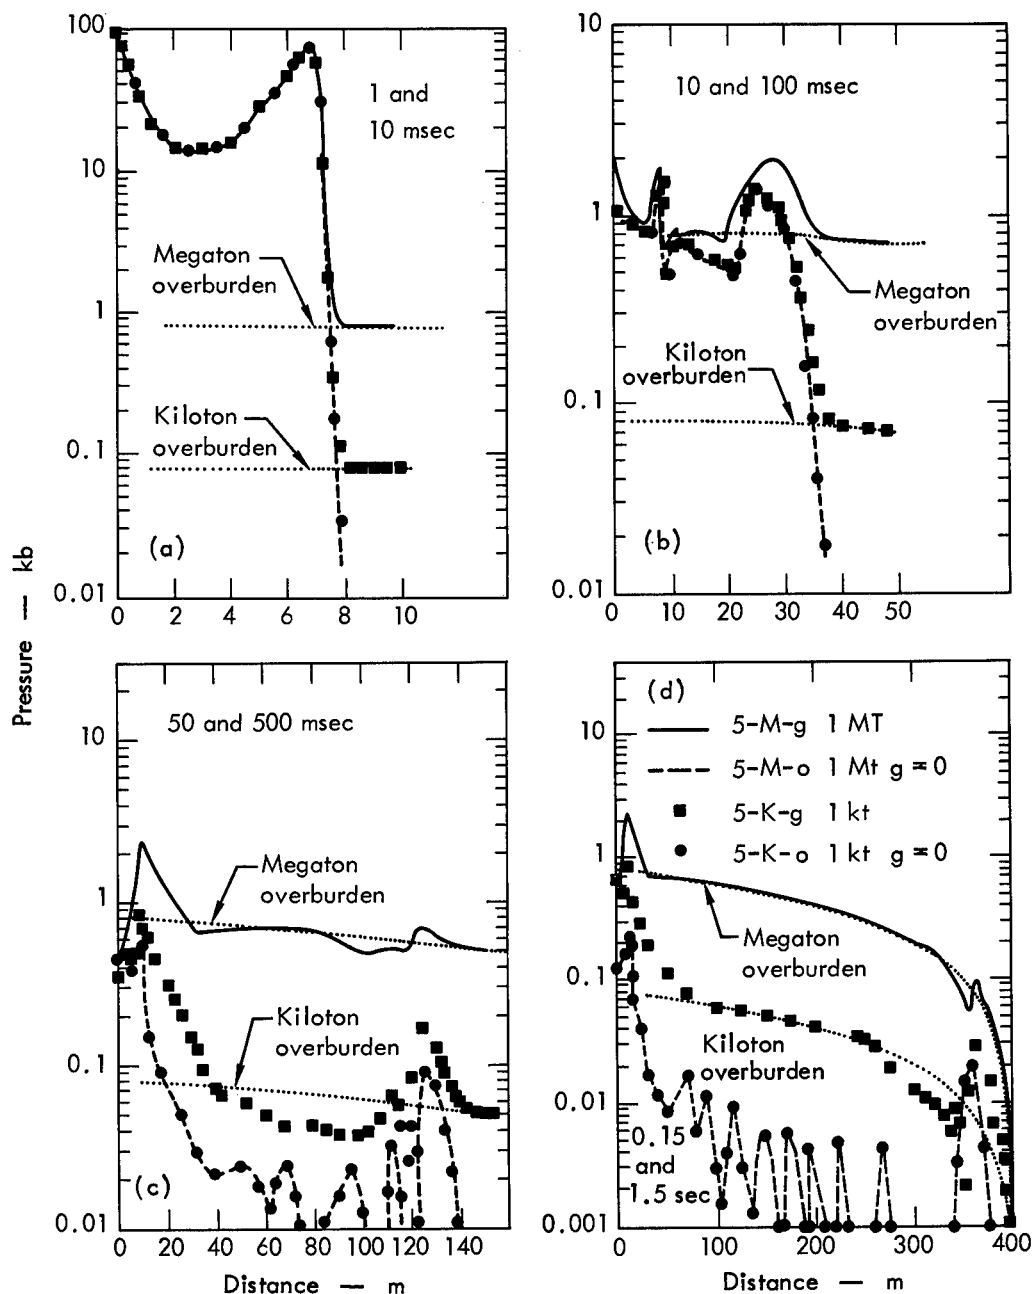 100
10
1
0.1
0.01
0 2 4 6 8 10
1 and
10 msec
Megaton
overburden
Kiloton
overburden
(a)
10
1
0.1
0.01
0 10 20 30 40 50
10 and 100 msec
Megaton
overburden
Kiloton
overburden
(b)
Pressure — kb
10
1
0.1
0.01
0 20 40 60 80 100 120 140
50 and 500 msec
Megaton
overburden
Kiloton
overburden
(c)
Distance — m
10
1
0.1
0.01
0.001
0 100 200 300 400
(d)
5-M-g 1 MT
5-M-o 1 Mt g=0
5-K-g 1 kt
5-K-o 1 kt g=0
Megaton
overburden
Kiloton
overburden
0.15
and
1.5 sec
Distance — m